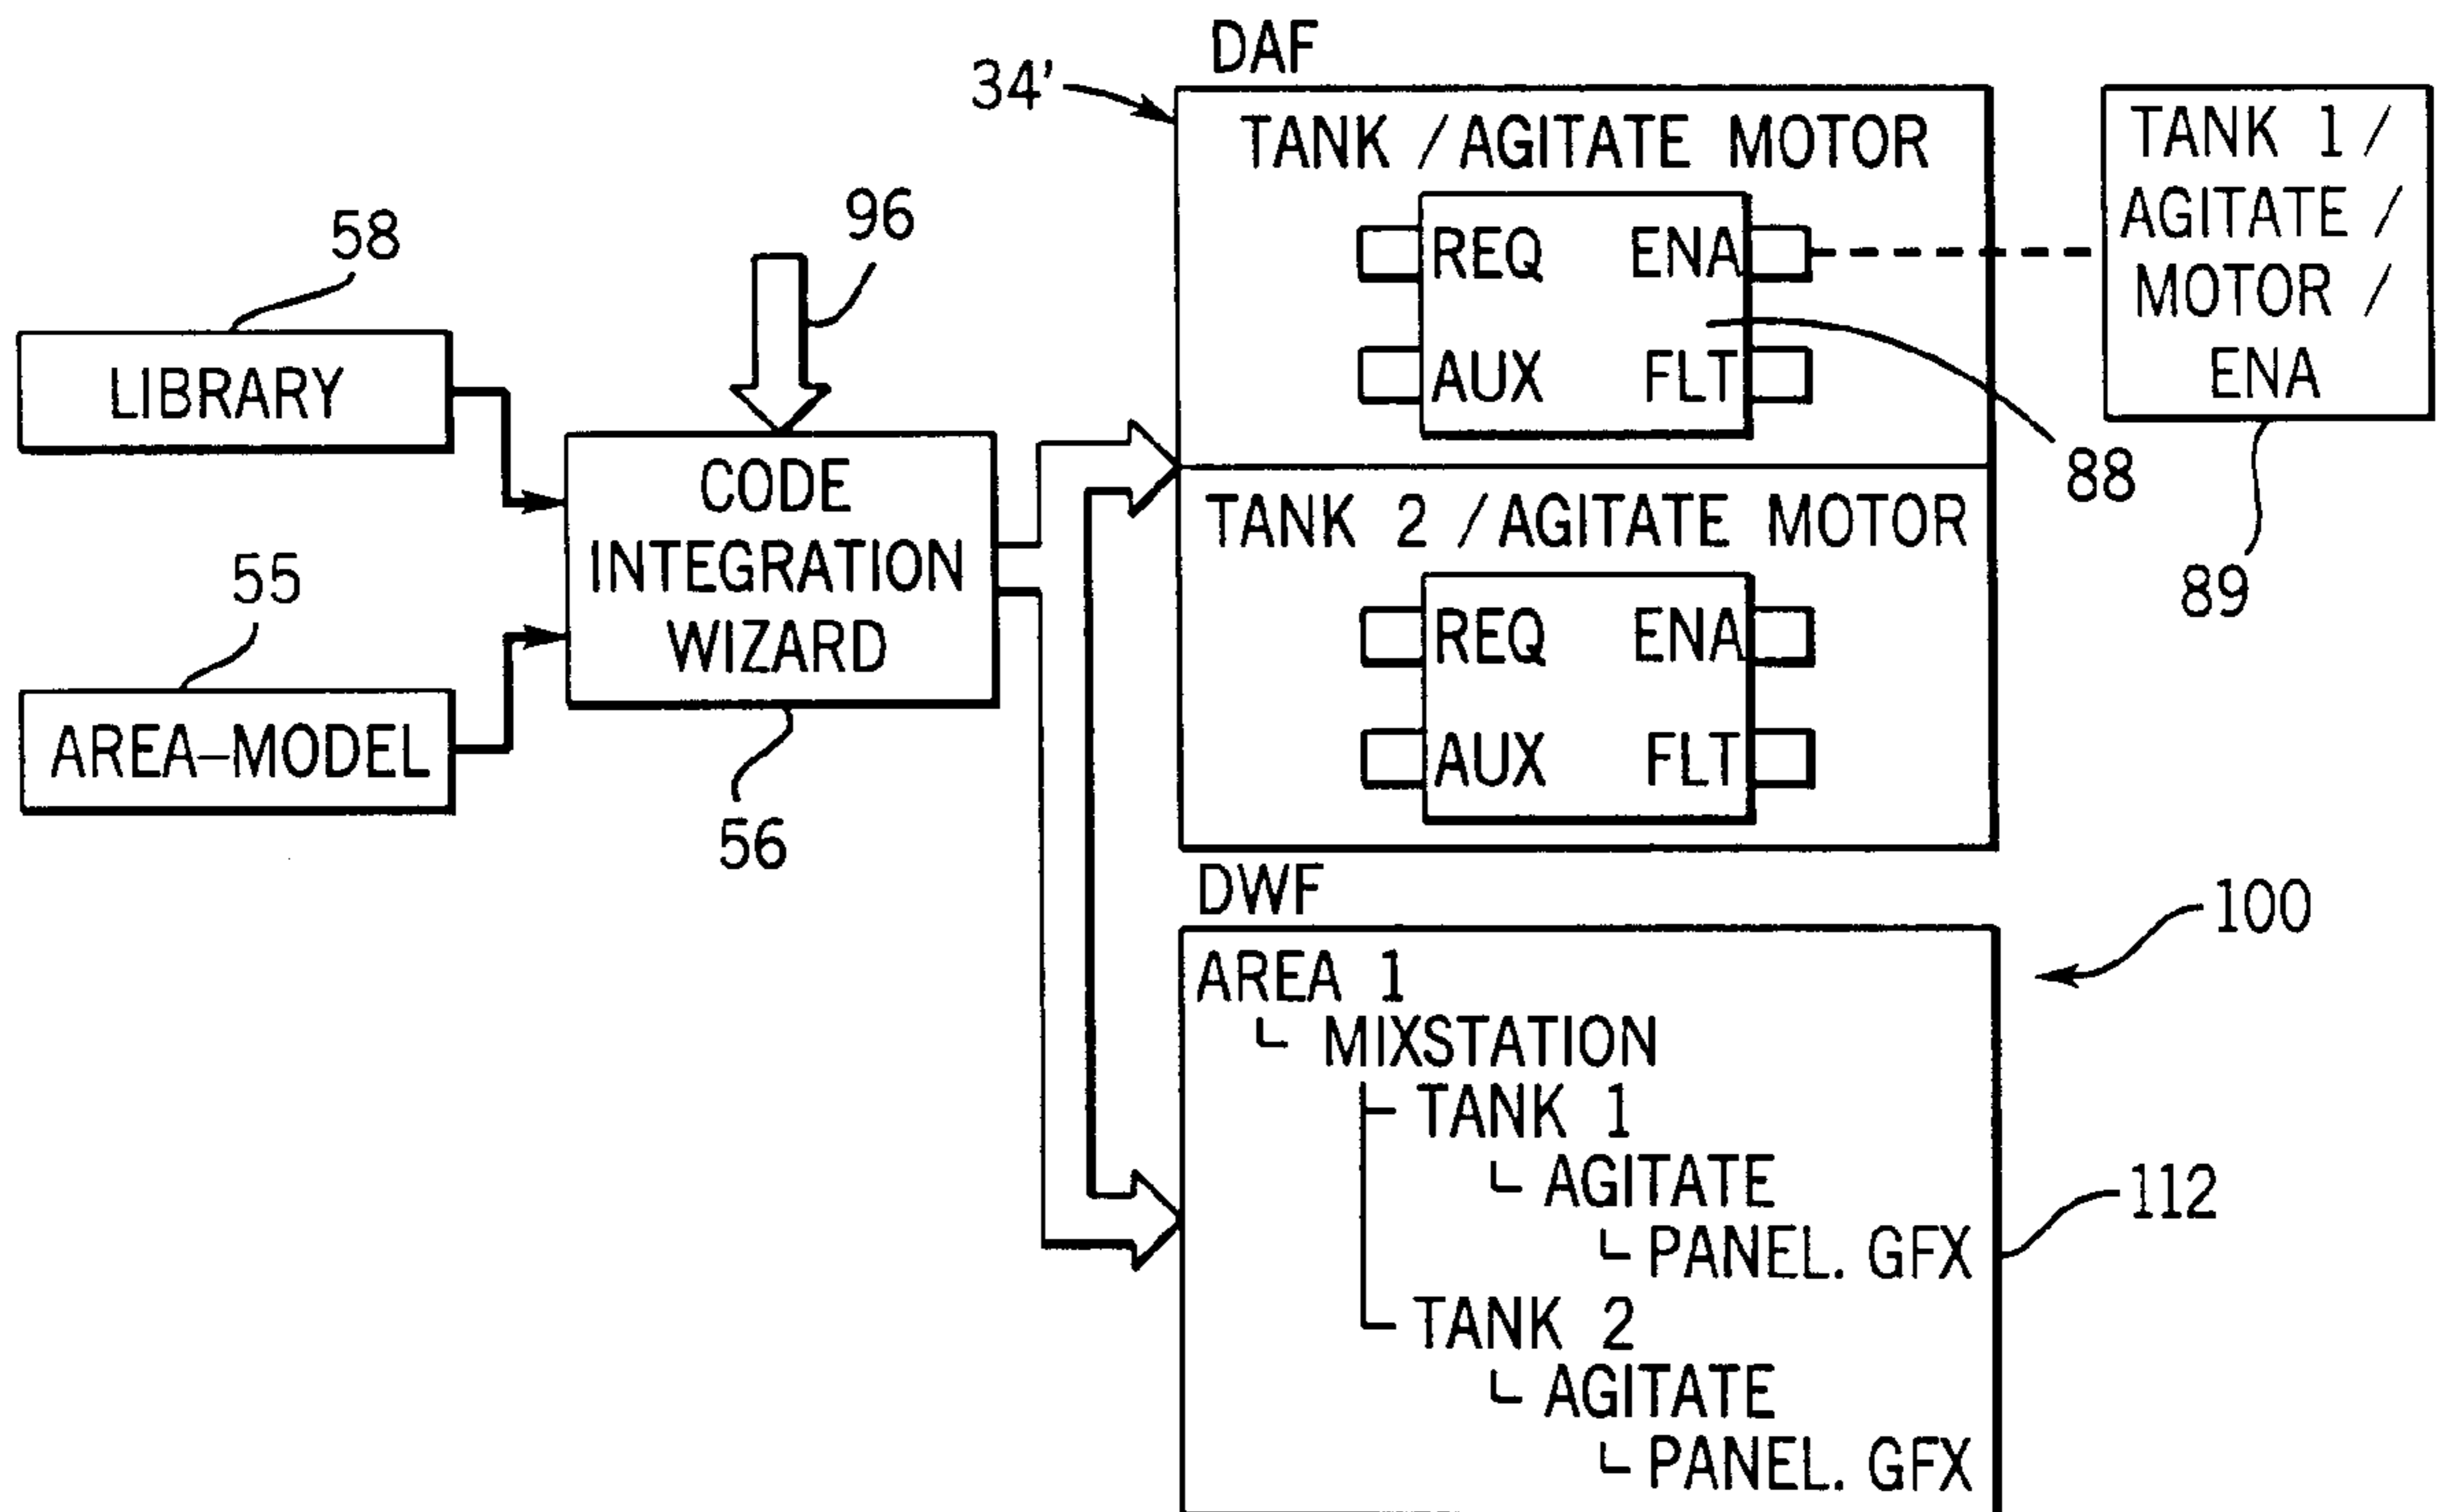 DAF
34'
TANK /AGITATE MOTOR
REQ ENA
AUX FLT
TANK 1/
AGITATE /
MOTOR /
ENA
88
89
96
58
LIBRARY
55
AREA-MODEL
CODE
INTEGRATION
WIZARD
56
TANK 2 /AGITATE MOTOR
REQ ENA
AUX FLT
DWF
100
AREA 1
MIXSTATION
TANK 1
AGITATE
PANEL. GFX
112
TANK 2
AGITATE
PANEL. GFX